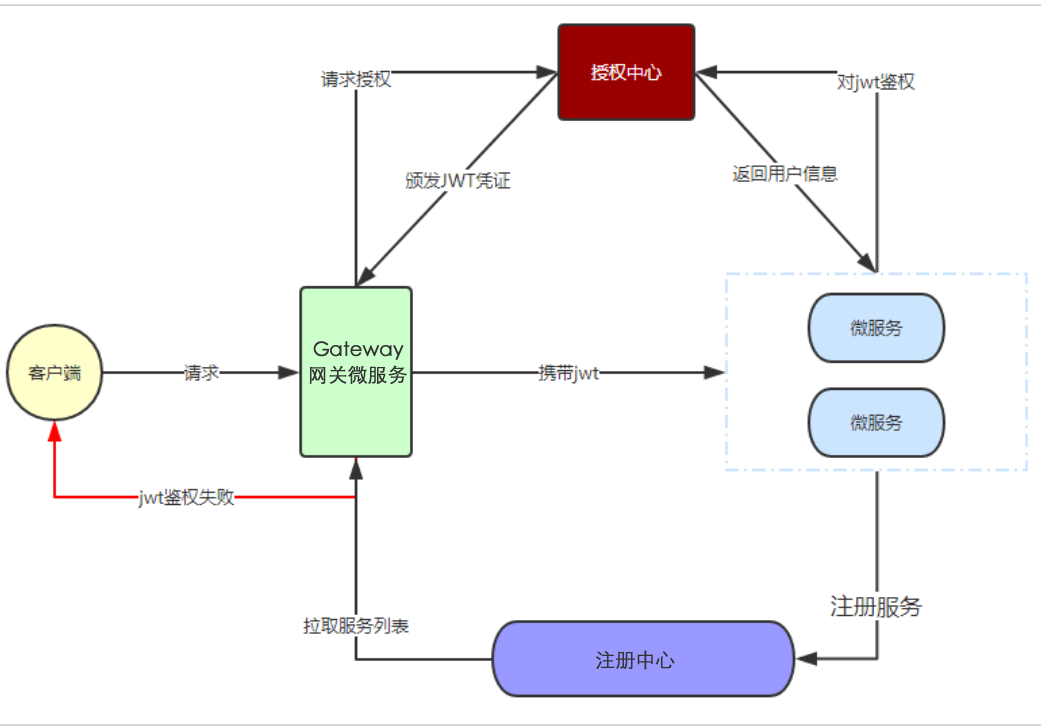 请求授权
授权中心
对jwt鉴权
颁发JWT凭证
返回用户信息
客户端
请求
Gateway
网关微服务
携带jwt
微服务
微服务
jwt鉴权失败
拉取服务列表
注册服务
注册中心